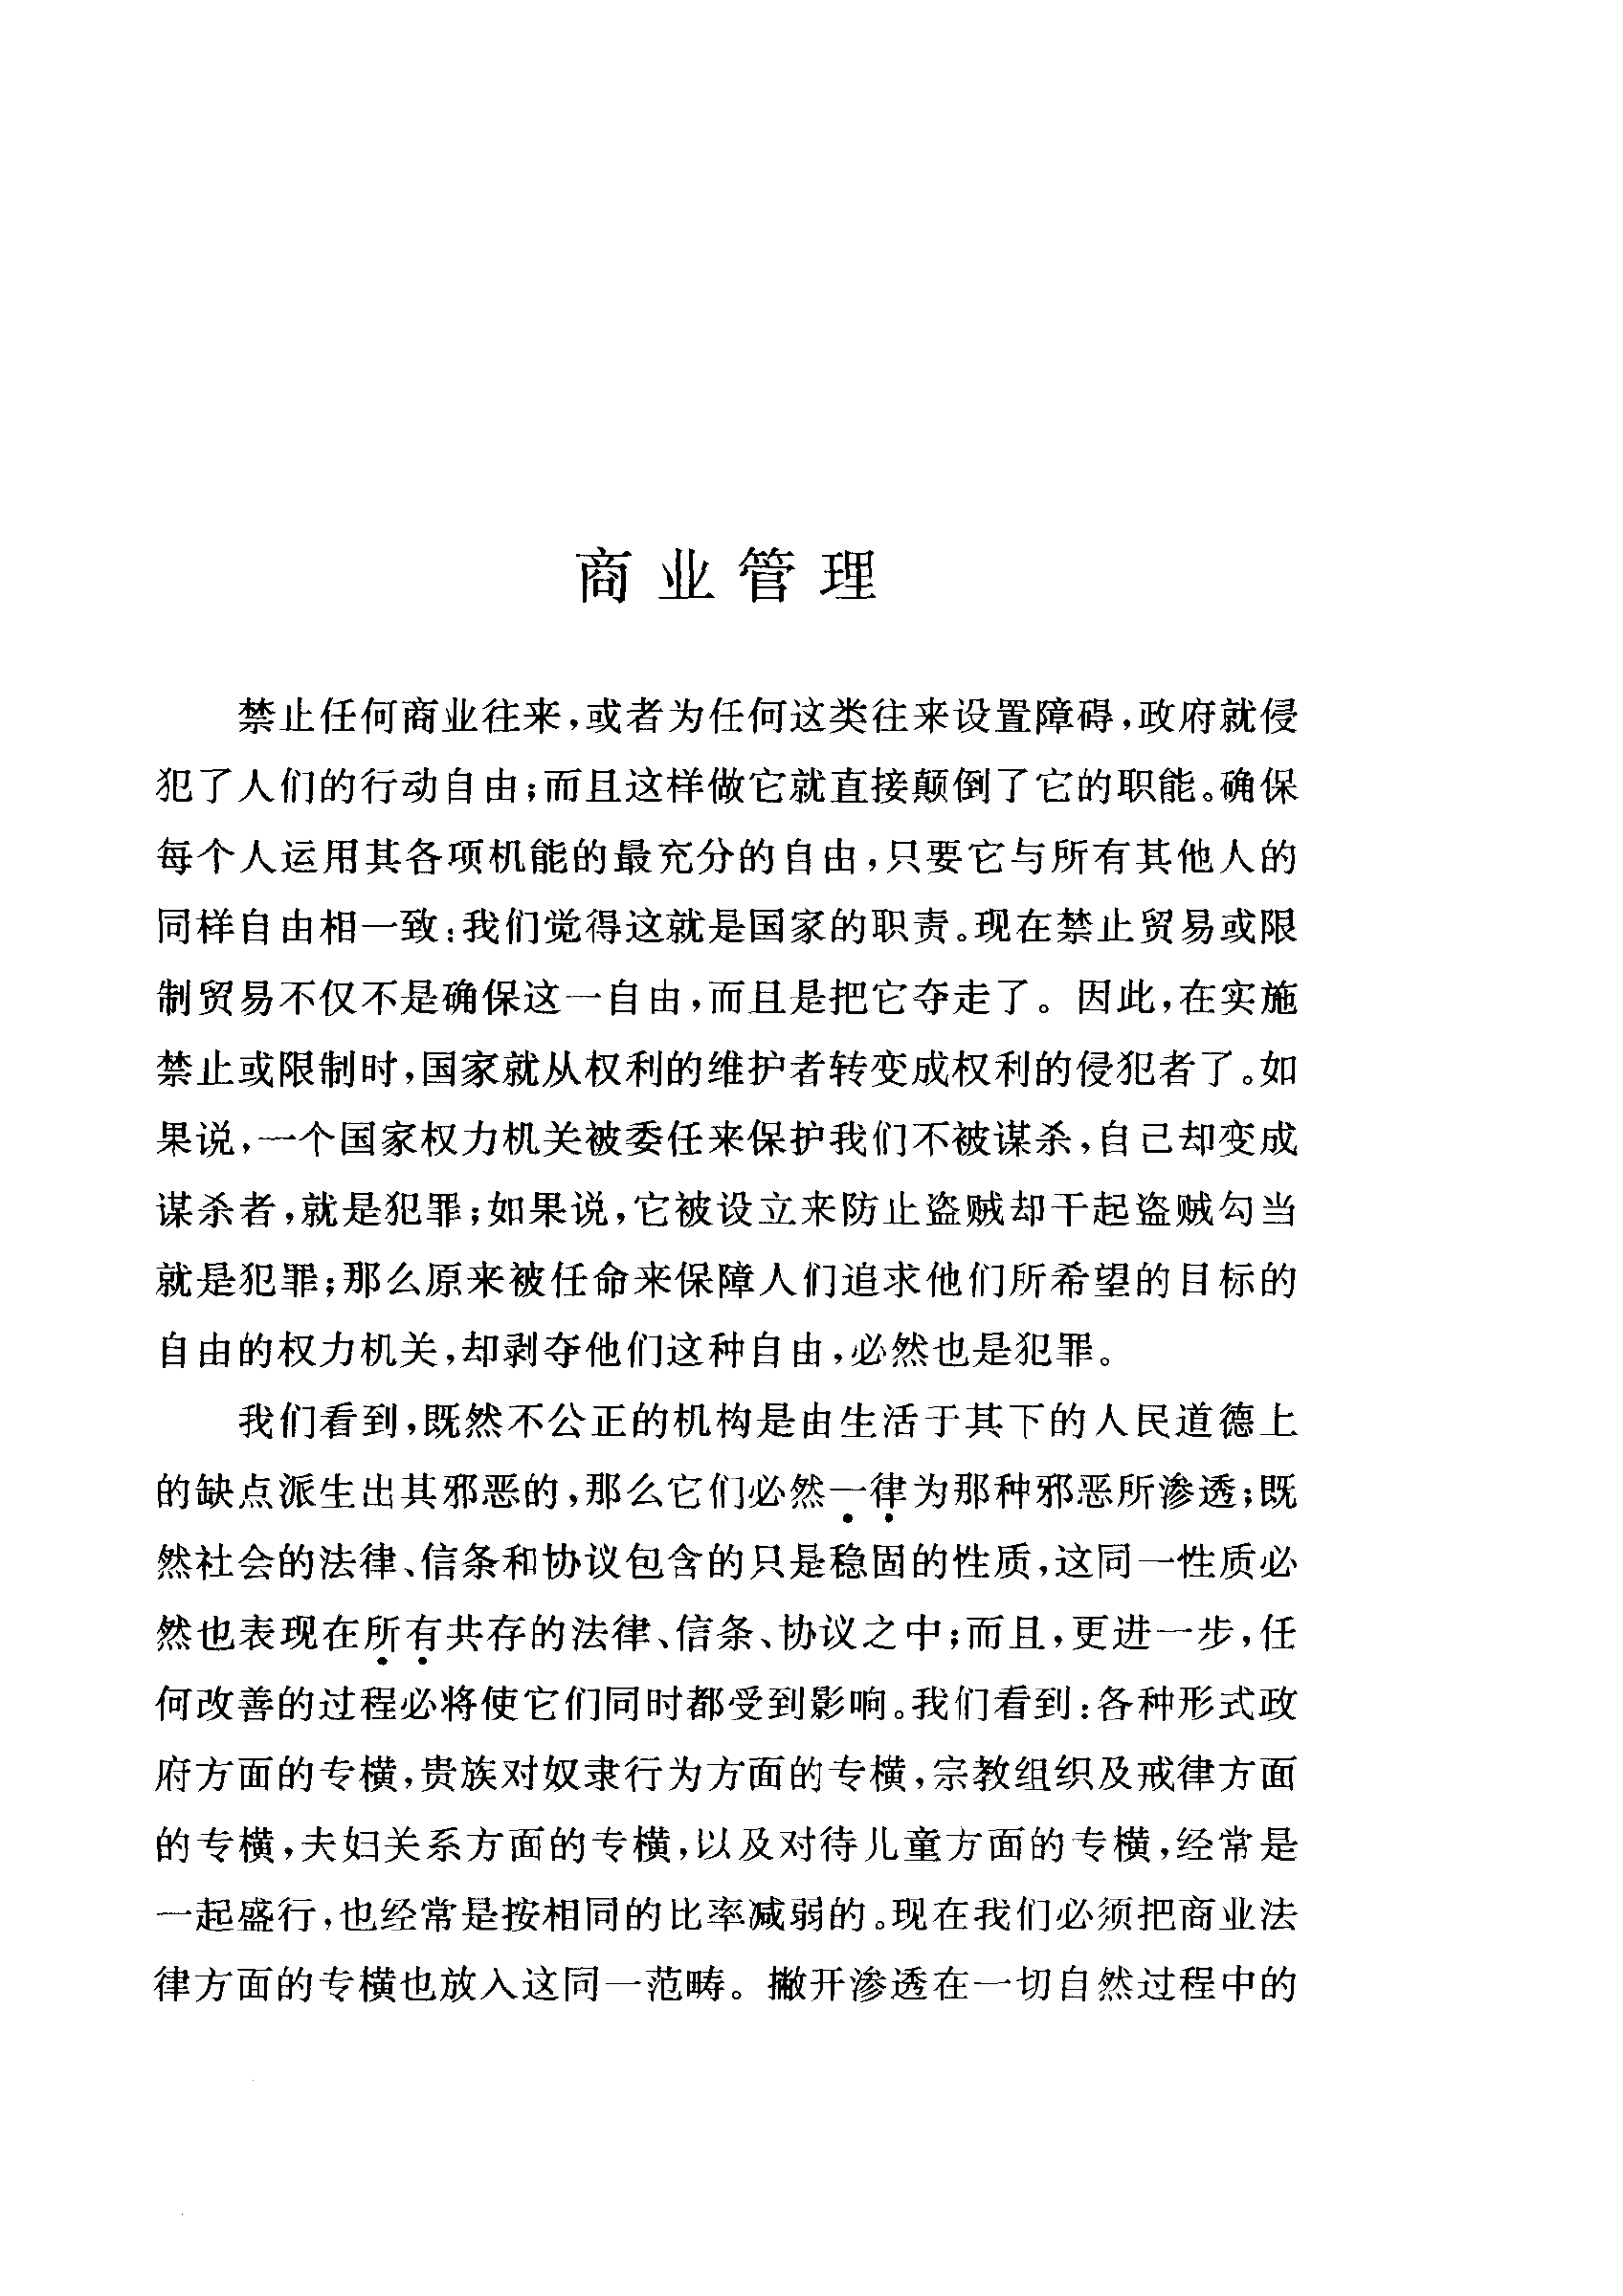 商业管理
禁止任何商业往来,或者为任何这类往来设置障碍,政府就侵
犯了人们的行动自由;而且这样做它就直接颠倒了它的职能。确保
每个人运用其各项机能的最充分的自由,只要它与所有其他人的
同样自由相一致:我们觉得这就是国家的职责。现在禁止贸易或限
制贸易不仅不是确保这一自由,而且是把它夺走了。因此,在实施
禁止或限制时,国家就从权利的维护者转变成权利的侵犯者了。如
果说,一个国家权力机关被委任来保护我们不被谋杀,自己却变成
谋杀者,就是犯罪;如果说,它被设立来防止盗贼却干起盗贼勾当
就是犯罪;那么原来被任命来保障人们追求他们所希望的目标的
自由的权力机关,却剥夺他们这种自由,必然也是犯罪。
我们看到,既然不公正的机构是由生活于其下的人民道德上
的缺点派生出其邪恶的,那么它们必然一律为那种邪恶所渗透;既
然社会的法律、信条和协议包含的只是稳固的性质,这同一性质必
然也表现在所有共存的法律、信条、协议之中;而且,更进一步,任
何改善的过程必将使它们同时都受到影响。我们看到:各种形式政
府方面的专横,贵族对奴隶行为方面的专横,宗教组织及戒律方面
的专横,夫妇关系方面的专横,以及对待儿童方面的专横,经常是
一起盛行,也经常是按相同的比率减弱的。现在我们必须把商业法
律方面的专横也放入这同一范畴。撇开渗透在一切自然过程中的